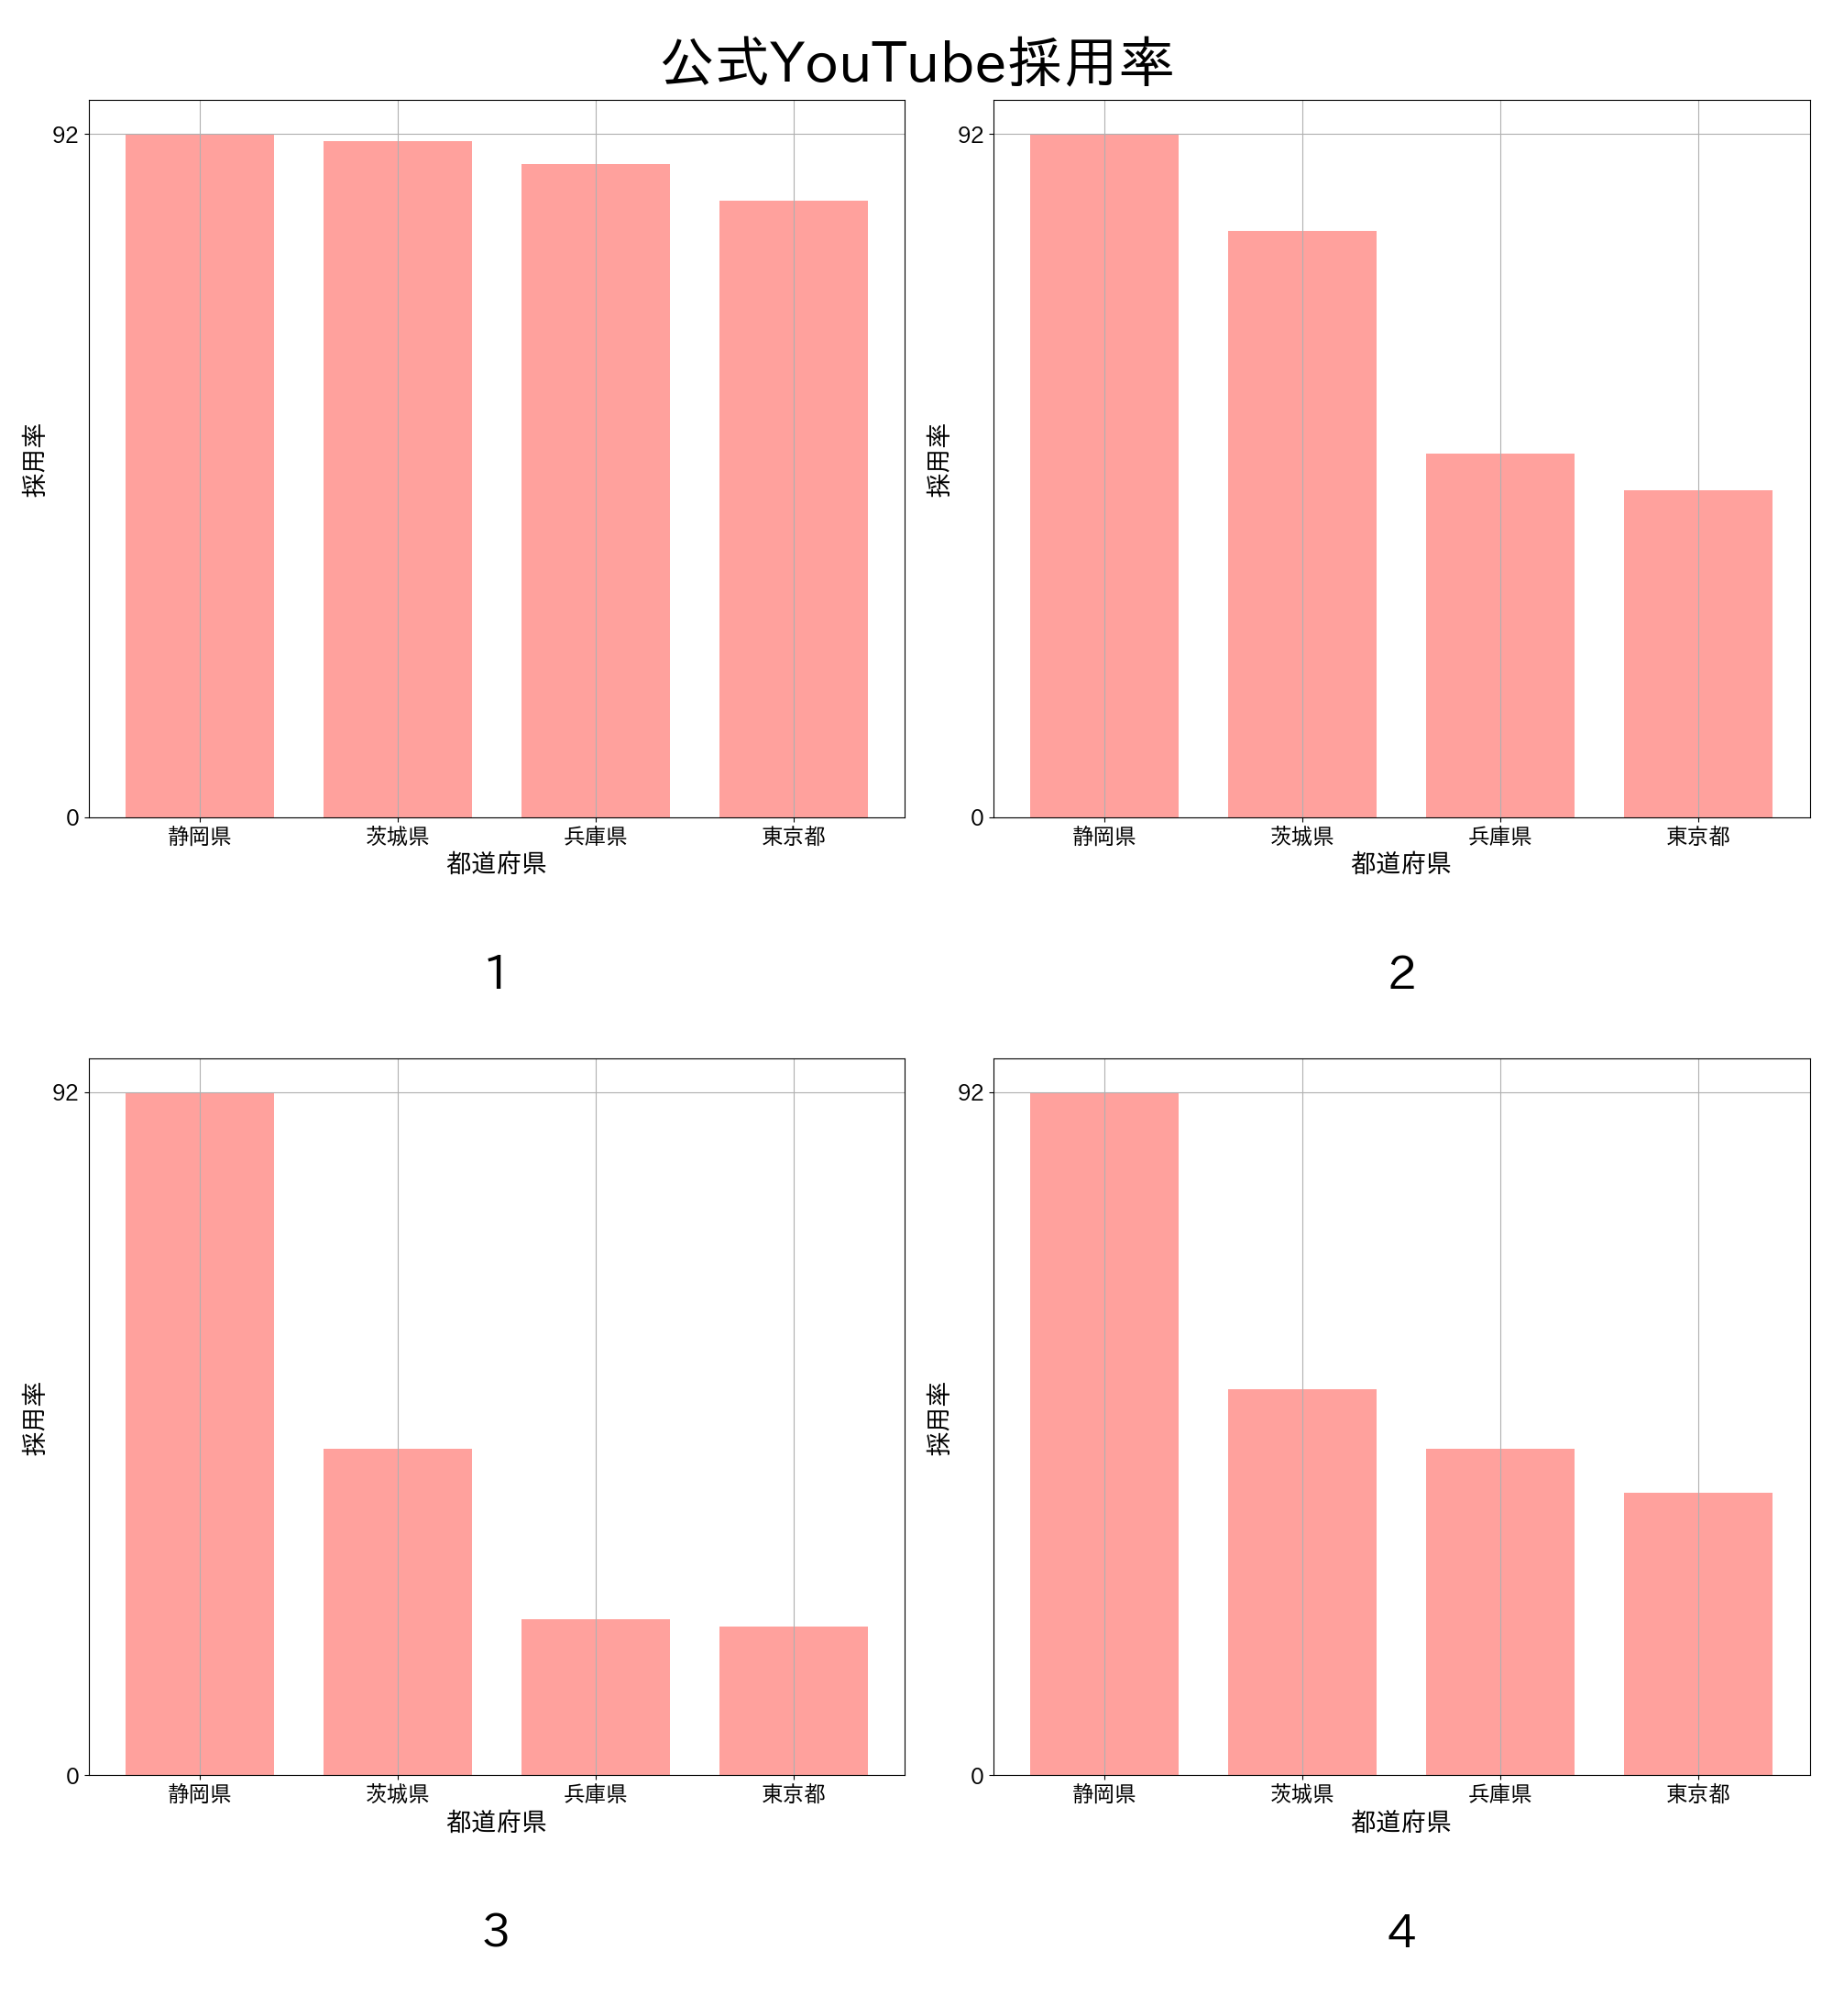 公式YouTube採用率
92
0
採用率
静岡県 茨城県 兵庫県 東京都
都道府県
1
92
0
採用率
静岡県 茨城県 兵庫県 東京都
都道府県
2
92
0
採用率
静岡県 茨城県 兵庫県 東京都
都道府県
3
92
0
採用率
静岡県 茨城県 兵庫県 東京都
都道府県
4